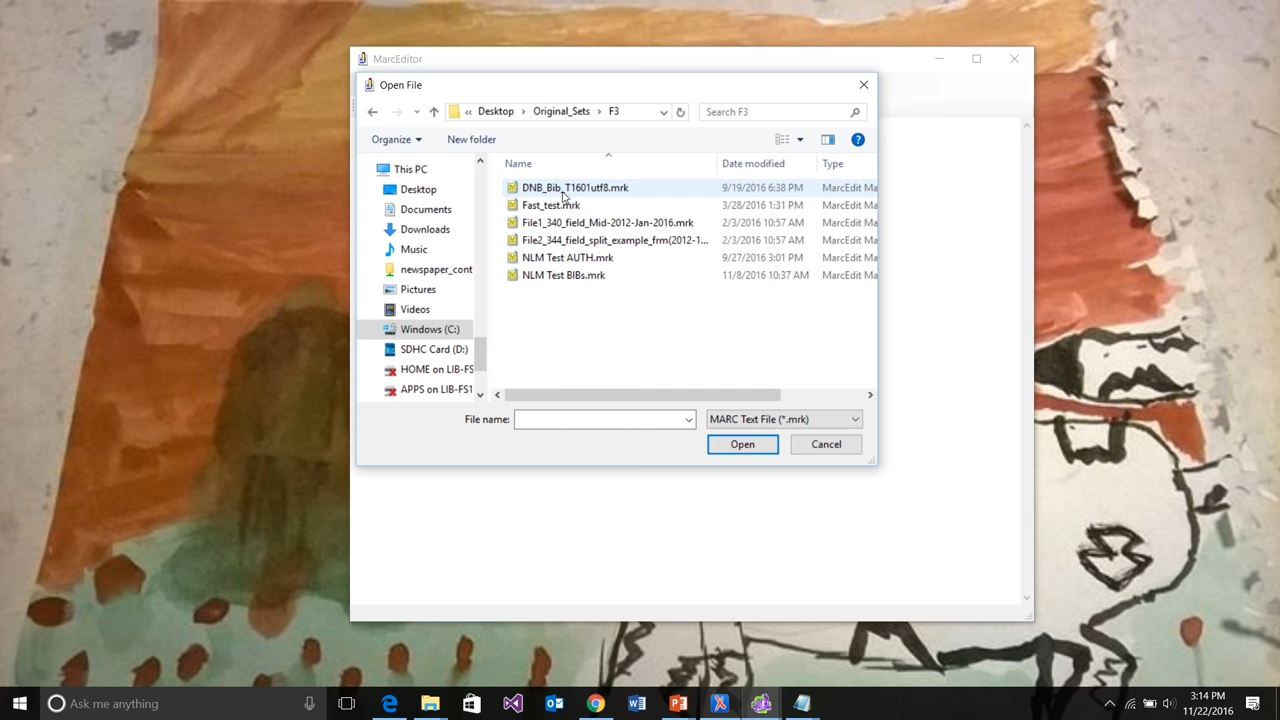 MarcEditor
Open File
« Desktop > Original_Sets > F3
Search F3
Organize
New folder
This PC
Desktop
Documents
Downloads
Music
newspaper_cont
Pictures
Videos
Windows (C:)
SDHC Card (D:)
HOME on LIB-FS
APPS on LIB-FS1
Name Date modified Type
DNB_Bib_T1601utf8.mrk 9/19/2016 6:38 PM MarcEdit Ma
Fast_test.mrk 3/28/2016 1:31 PM MarcEdit Ma
File1_340_field_Mid-2012-Jan-2016.mrk 2/3/2016 10:57 AM MarcEdit Ma
File2_344_field_split_example_frm(2012-1... 2/3/2016 10:57 AM MarcEdit Ma
NLM Test AUTH.mrk 9/27/2016 3:01 PM MarcEdit Ma
NLM Test BIBs.mrk 11/8/2016 10:37 AM MarcEdit Ma
File name:
MARC Text File (*.mrk)
Open
Cancel
Ask me anything
3:14 PM
11/22/2016